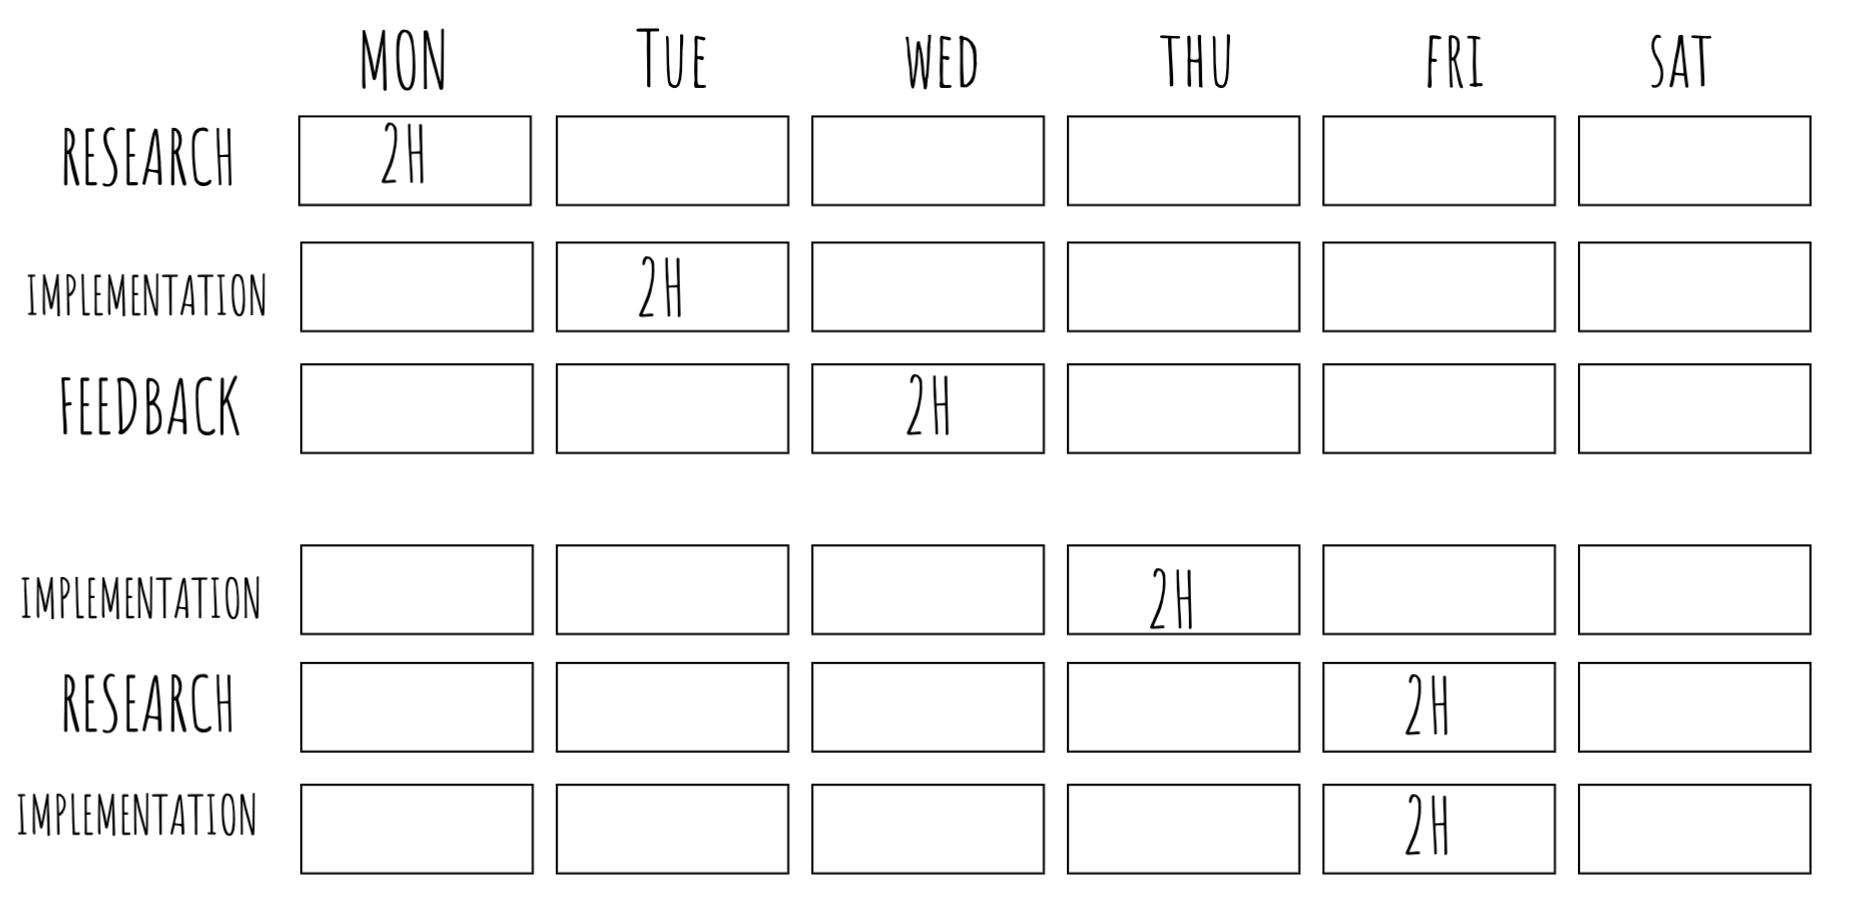 MON TUE WED THU FRI SAT
RESEARCH 2H
IMPLEMENTATION 2H
FEEDBACK 2H
IMPLEMENTATION 2H
RESEARCH 2H
IMPLEMENTATION 2H